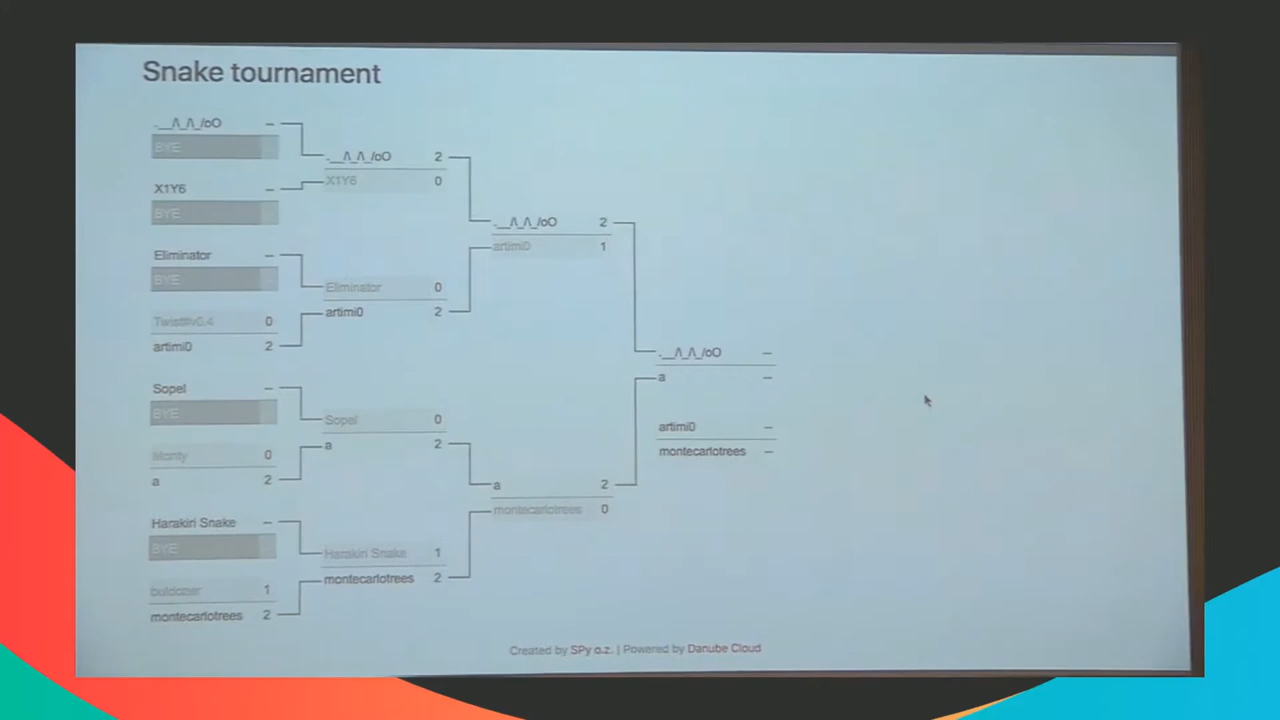 Snake tournament
.__/\_/\_/oO –
BYE
X1Y6 –
BYE
Eliminator –
BYE
artimi0 2
Sopel –
BYE
Monty 0
a 2
Harakiri Snake –
BYE
buldozer 1
montecarlotrees 2
.__/\_/\_/oO 2
X1Y6 0
Eliminator 0
artimi0 2
Sopel 0
a 2
Harakiri Snake 1
montecarlotrees 2
.__/\_/\_/oO 2
artimi0 1
a 2
montecarlotrees 0
.__/\_/\_/oO –
a –
artimi0 –
montecarlotrees –
Created by SPy o.z. | Powered by Danube Cloud